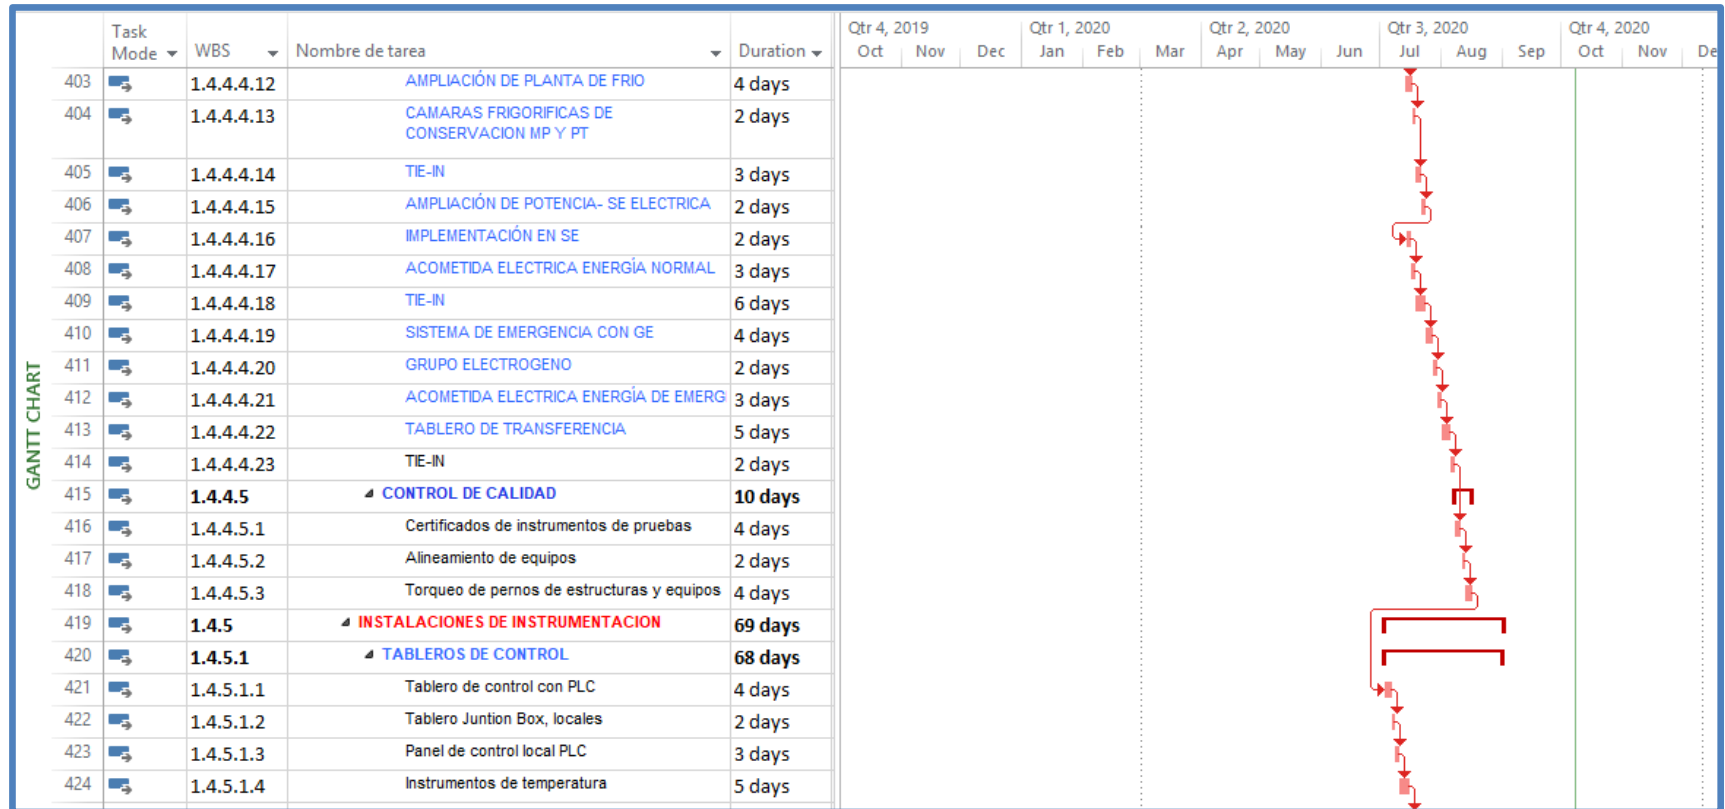 Task Mode WBS Nombre de tarea Duration
Qtr 4, 2019 Qtr 1, 2020 Qtr 2, 2020 Qtr 3, 2020 Qtr 4, 2020
Oct Nov Dec Jan Feb Mar Apr May Jun Jul Aug Sep Oct Nov De
GANTT CHART
403 1.4.4.4.12 AMPLIACIÓN DE PLANTA DE FRIO 4 days
404 1.4.4.4.13 CAMARAS FRIGORIFICAS DE 2 days
CONSERVACION MP Y PT
405 1.4.4.4.14 TIE-IN 3 days
406 1.4.4.4.15 AMPLIACIÓN DE POTENCIA- SE ELECTRICA 2 days
407 1.4.4.4.16 IMPLEMENTACIÓN EN SE 2 days
408 1.4.4.4.17 ACOMETIDA ELECTRICA ENERGÍA NORMAL 3 days
409 1.4.4.4.18 TIE-IN 6 days
410 1.4.4.4.19 SISTEMA DE EMERGENCIA CON GE 4 days
411 1.4.4.4.20 GRUPO ELECTROGENO 2 days
412 1.4.4.4.21 ACOMETIDA ELECTRICA ENERGÍA DE EMERG 3 days
413 1.4.4.4.22 TABLERO DE TRANSFERENCIA 5 days
414 1.4.4.4.23 TIE-IN 2 days
415 1.4.4.5 CONTROL DE CALIDAD 10 days
416 1.4.4.5.1 Certificados de instrumentos de pruebas 4 days
417 1.4.4.5.2 Alineamiento de equipos 2 days
418 1.4.4.5.3 Torqueo de pernos de estructuras y equipos 4 days
419 1.4.5 INSTALACIONES DE INSTRUMENTACION 69 days
420 1.4.5.1 TABLEROS DE CONTROL 68 days
421 1.4.5.1.1 Tablero de control con PLC 4 days
422 1.4.5.1.2 Tablero Juntion Box, locales 2 days
423 1.4.5.1.3 Panel de control local PLC 3 days
424 1.4.5.1.4 Instrumentos de temperatura 5 days